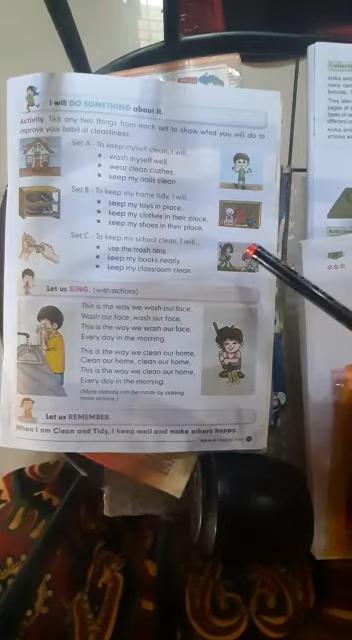 I will DO SOMETHING about it.
Activity. Tick any two things from each set to show what you will do to
improve your habit of cleanliness.
Set A - To keep myself clean, I will...
• wash myself well.
• wear clean clothes.
• keep my nails clean.
Set B - To keep my home tidy, I will...
• keep my toys in place.
• keep my clothes in their place.
• keep my shoes in their place.
Set C - To keep my school clean, I will...
• use the trash bins.
• keep my books neatly.
• keep my classroom clean.
Let us SING. (with actions)
This is the way we wash our face,
Wash our face, wash our face,
This is the way we wash our face,
Every day in the morning.
This is the way we clean our home,
Clean our home, clean our home,
This is the way we clean our home,
Every day in the morning.
(More stanzas can be made by adding
more actions.)
Let us REMEMBER.
When I am Clean and Tidy, I keep well and make others happy.